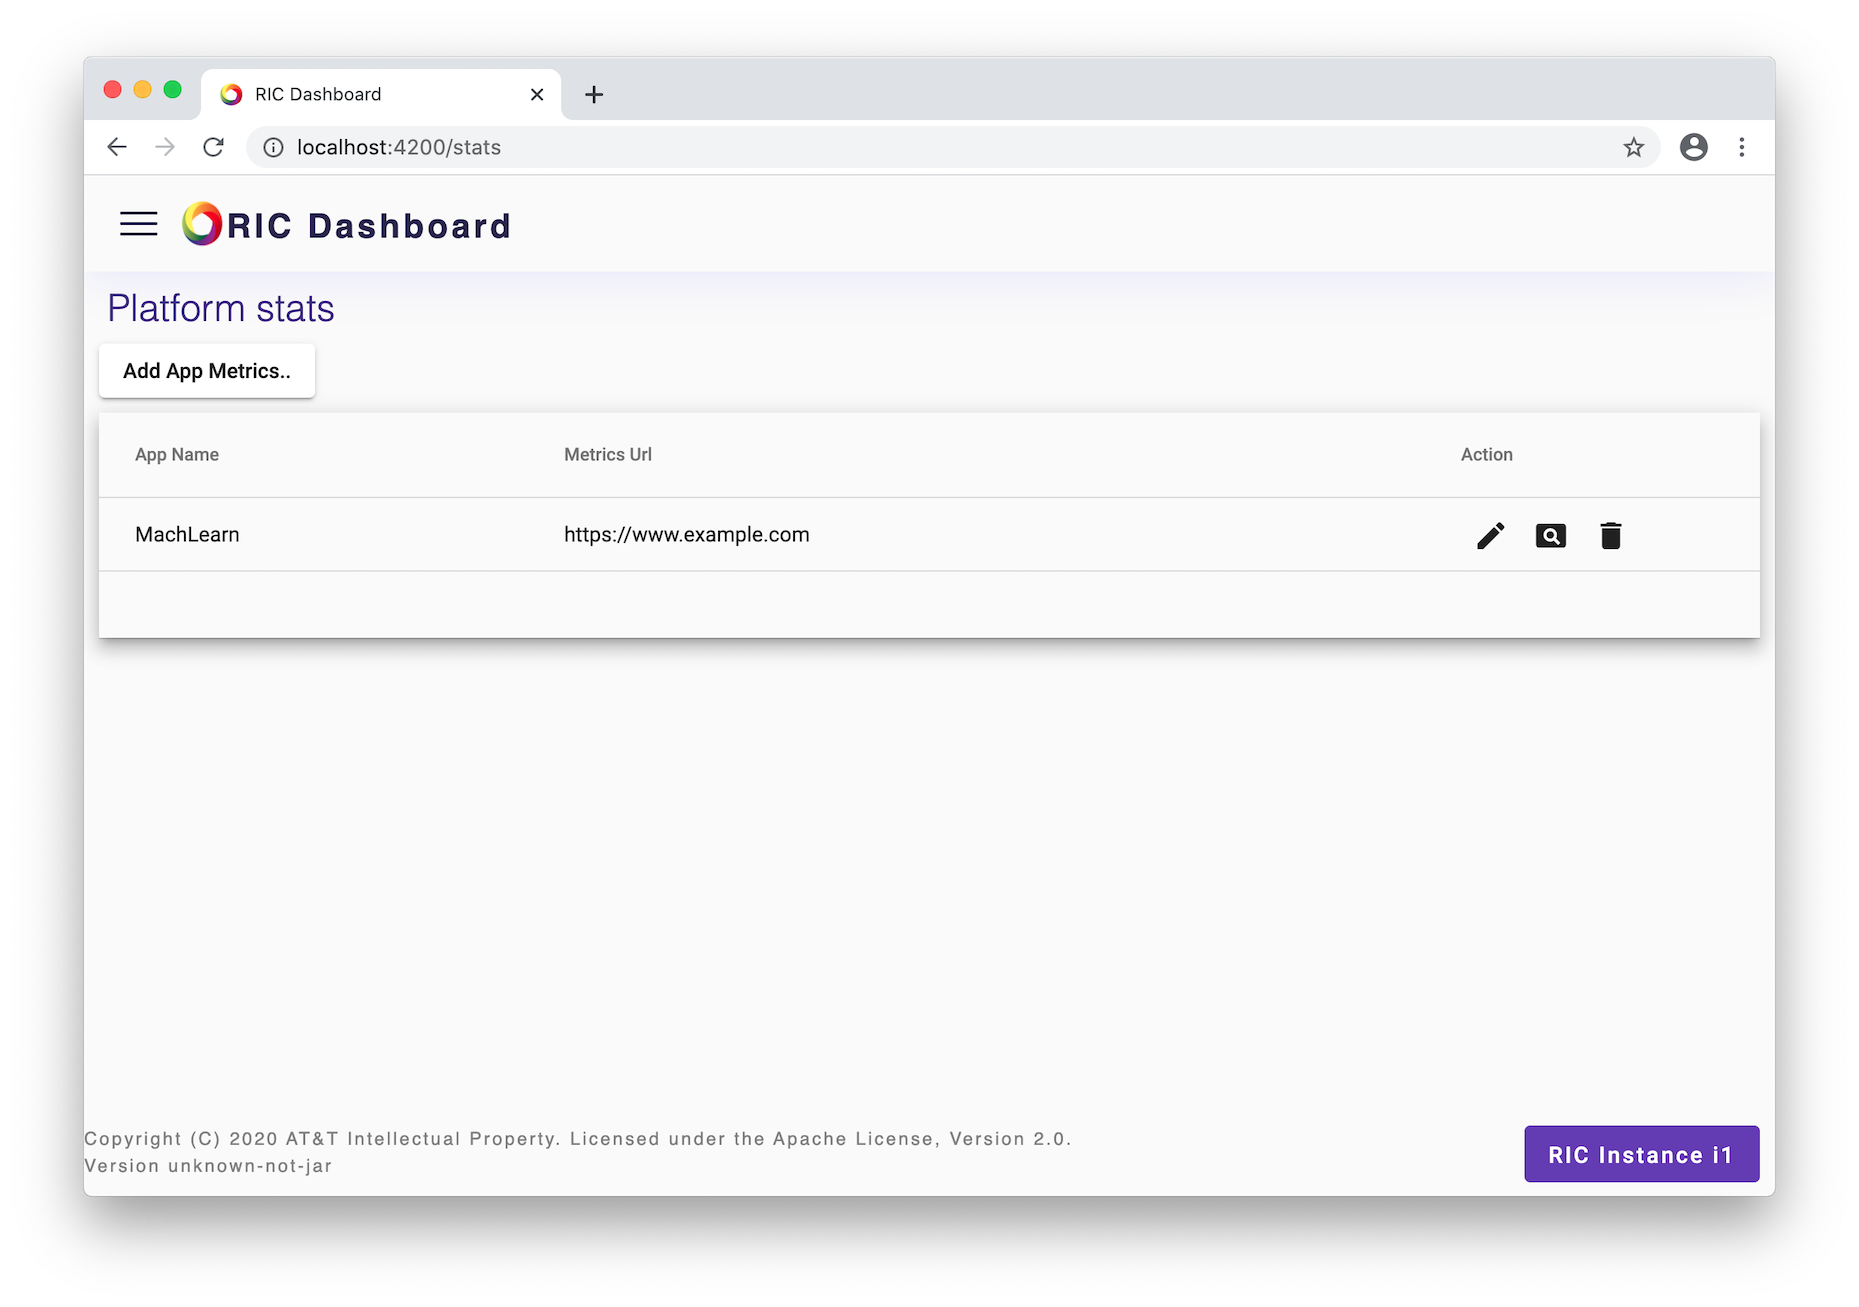 RIC Dashboard
localhost:4200/stats
RIC Dashboard
Platform stats
Add App Metrics..
App Name Metrics Url Action
MachLearn https://www.example.com
Copyright (C) 2020 AT&T Intellectual Property. Licensed under the Apache License, Version 2.0.
Version unknown-not-jar
RIC Instance i1